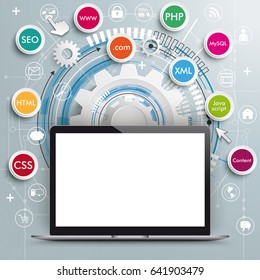 WWW
PHP
SEO
.com
MySQL
XML
HTML
Java
script
CSS
Content
shutterstock.com · 641903479